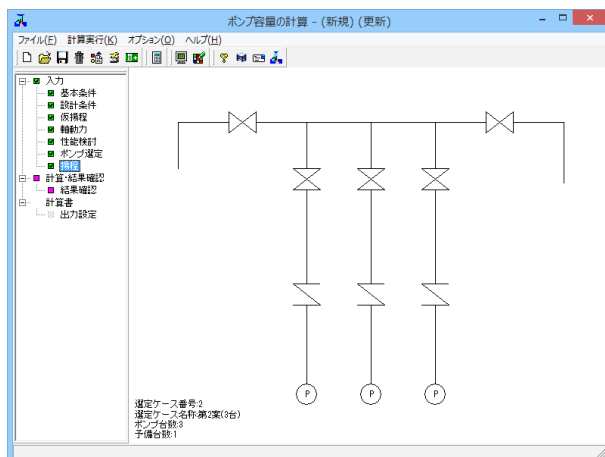 ポンプ容量の計算 - (新規) (更新)
ファイル(F) 計算実行(K) オプション(O) ヘルプ(H)
入力
基本条件
設計条件
仮揚程
軸動力
性能検討
ポンプ選定
揚程
計算・結果確認
結果確認
計算書
出力設定
P P P
選定ケース番号:2
選定ケース名称:第2案(3台)
ポンプ台数:3
予備台数:1